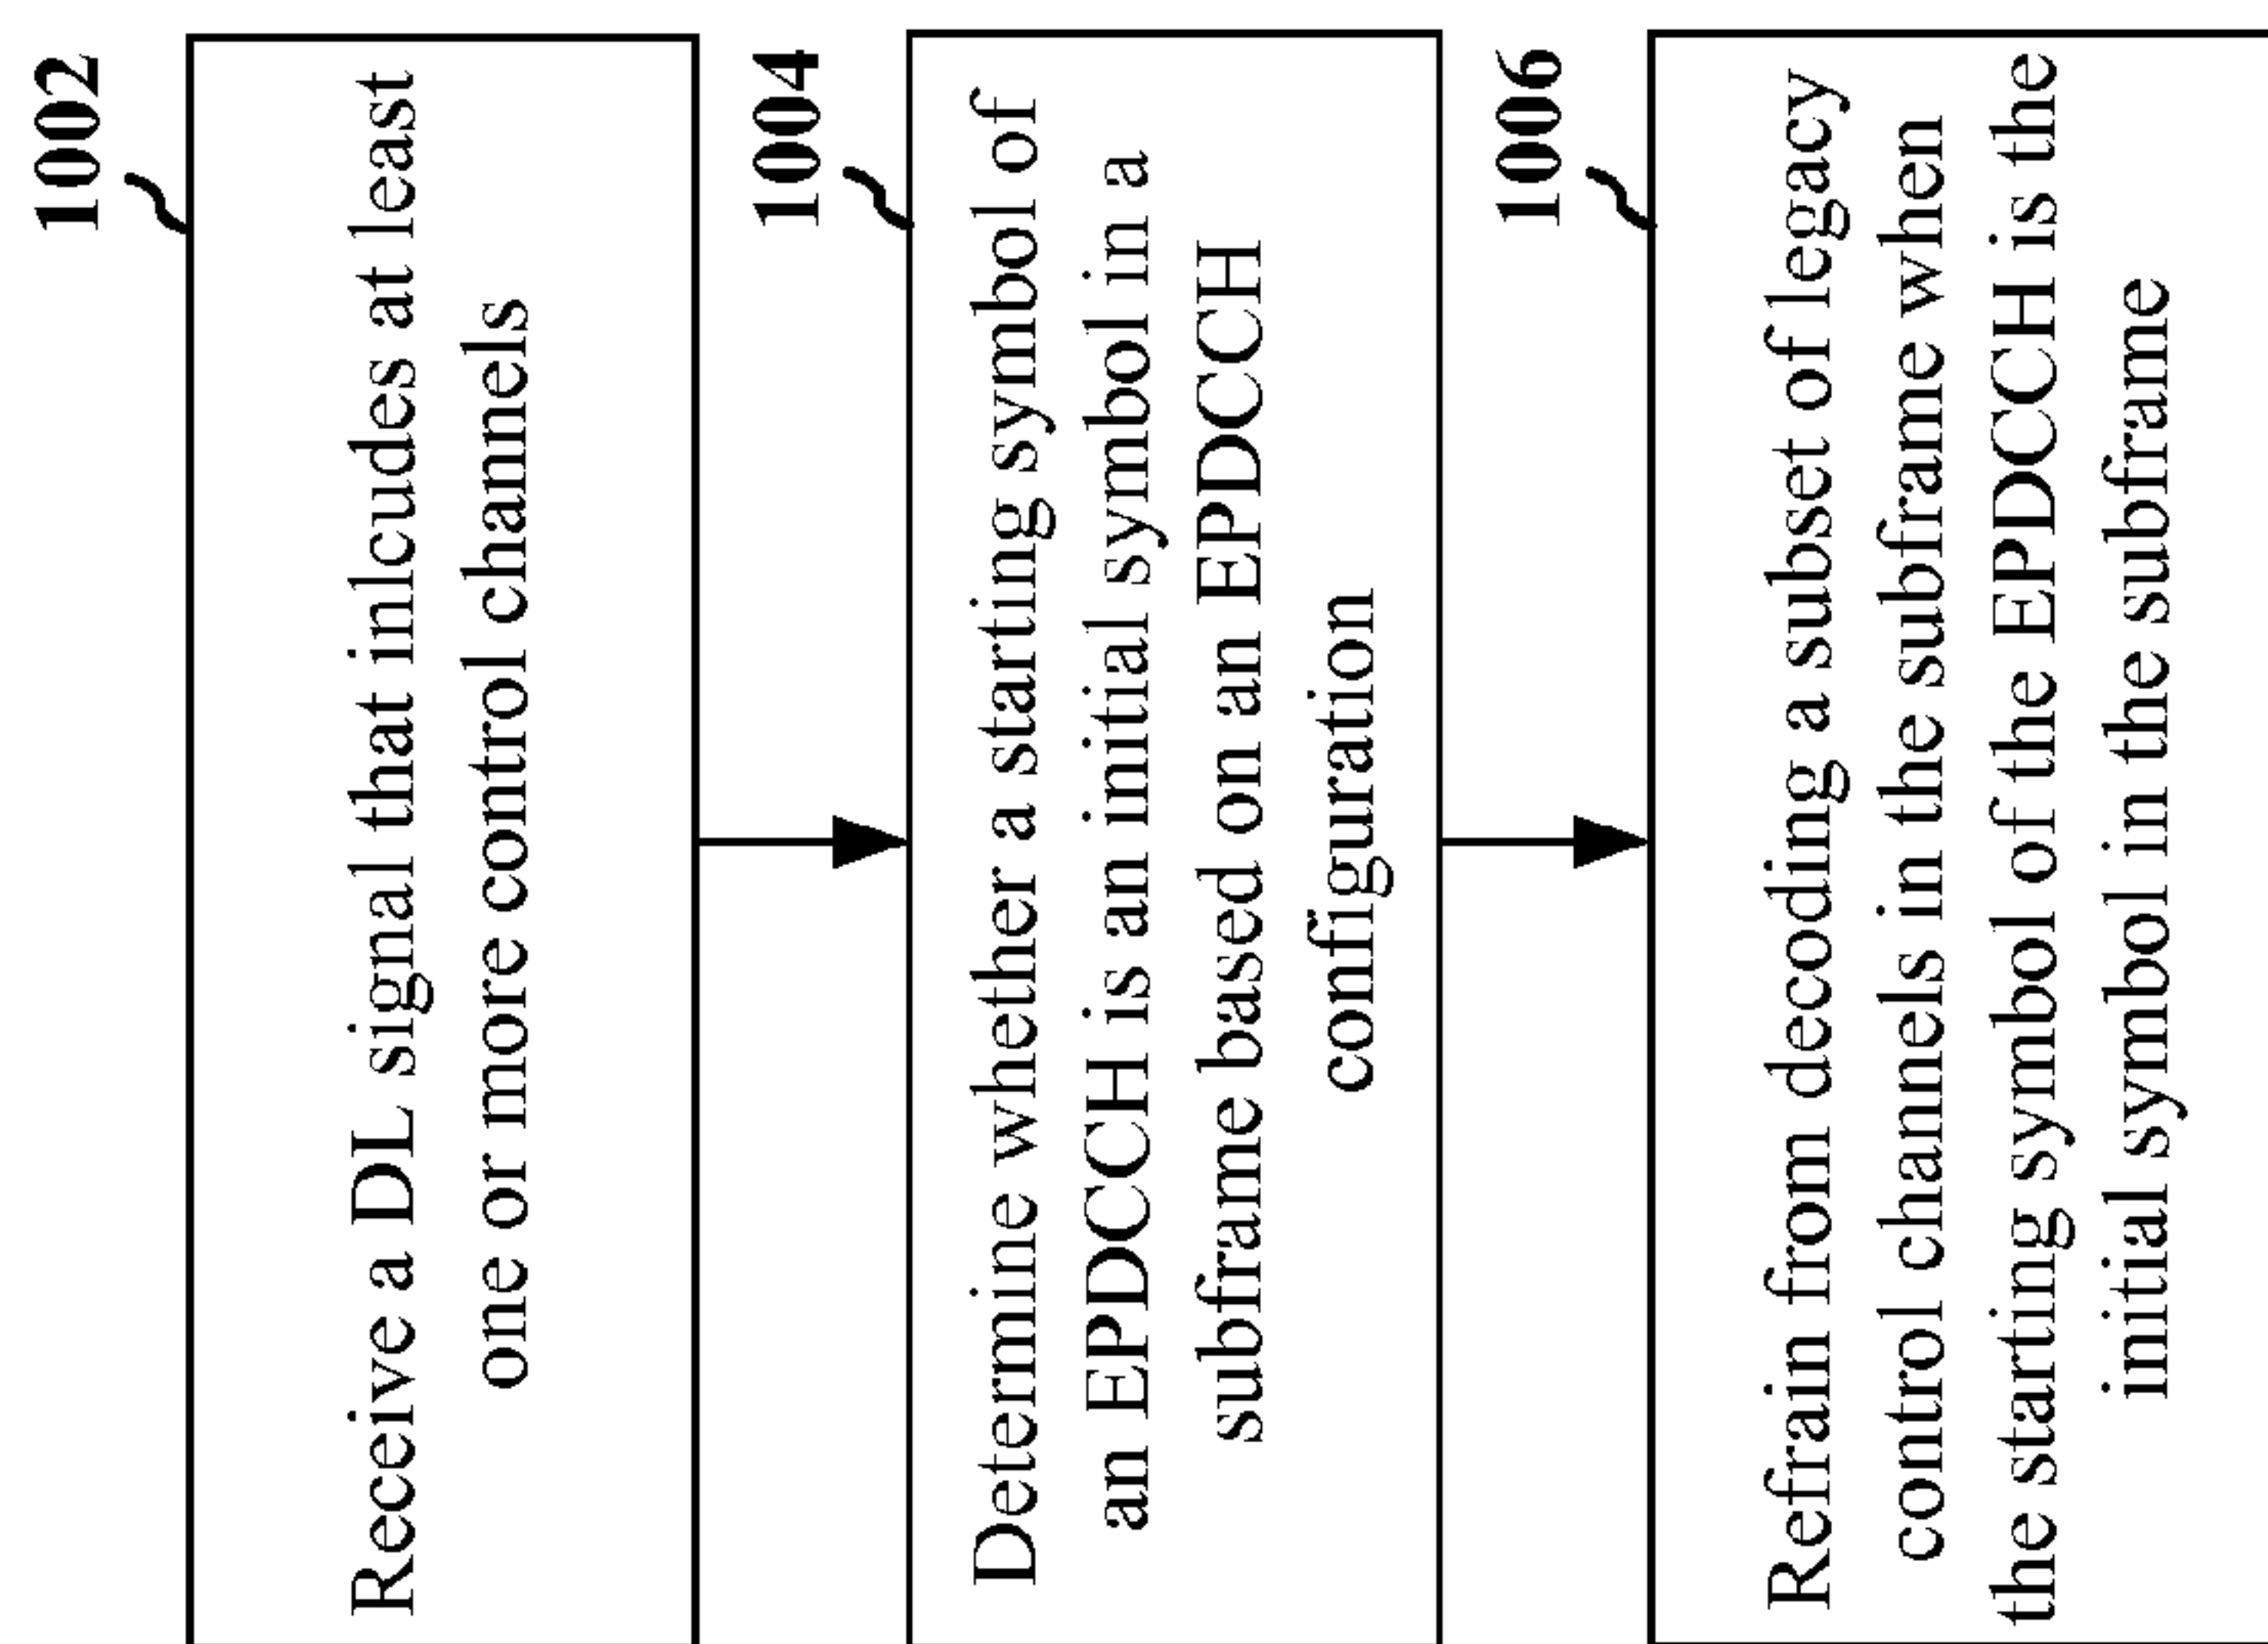 1002
Receive a DL signal that inlcudes at least
one or more control channels
1004
Determine whether a starting symbol of
an EPDCCH is an initial symbol in a
subframe based on an EPDCCH
configuration
1006
Refrain from decoding a subset of legacy
control channels in the subframe when
the starting symbol of the EPDCCH is the
initial symbol in the subframe